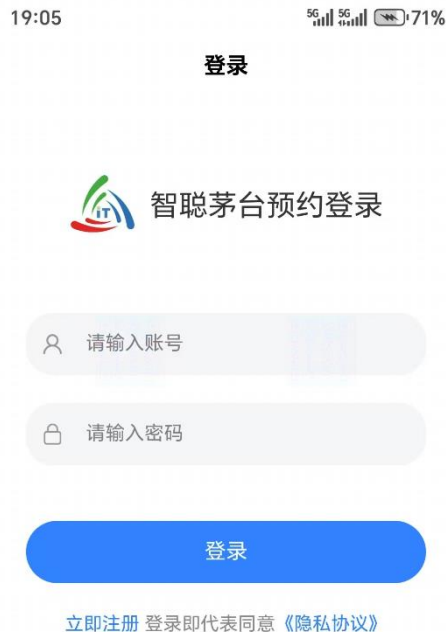 19:05 5G 5G 71%
登录
iT 智聪茅台预约登录
请输入账号
请输入密码
登录
立即注册 登录即代表同意《隐私协议》